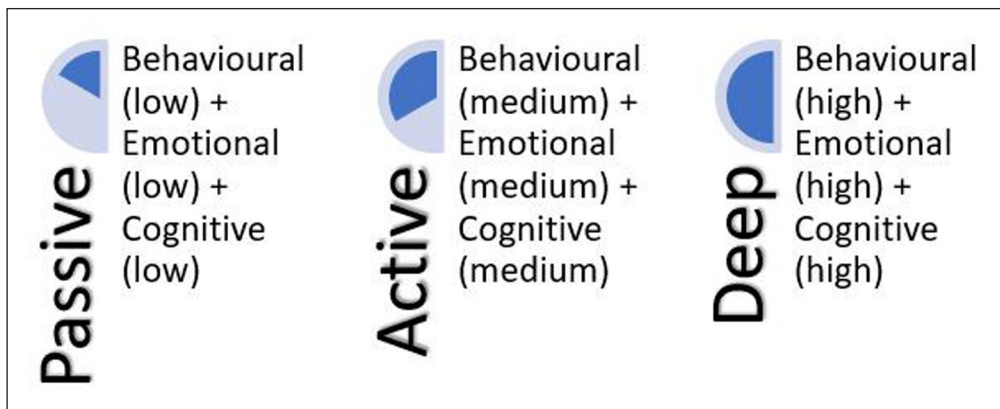 Passive
Behavioural
(low) +
Emotional
(low) +
Cognitive
(low)
Active
Behavioural
(medium) +
Emotional
(medium) +
Cognitive
(medium)
Deep
Behavioural
(high) +
Emotional
(high) +
Cognitive
(high)